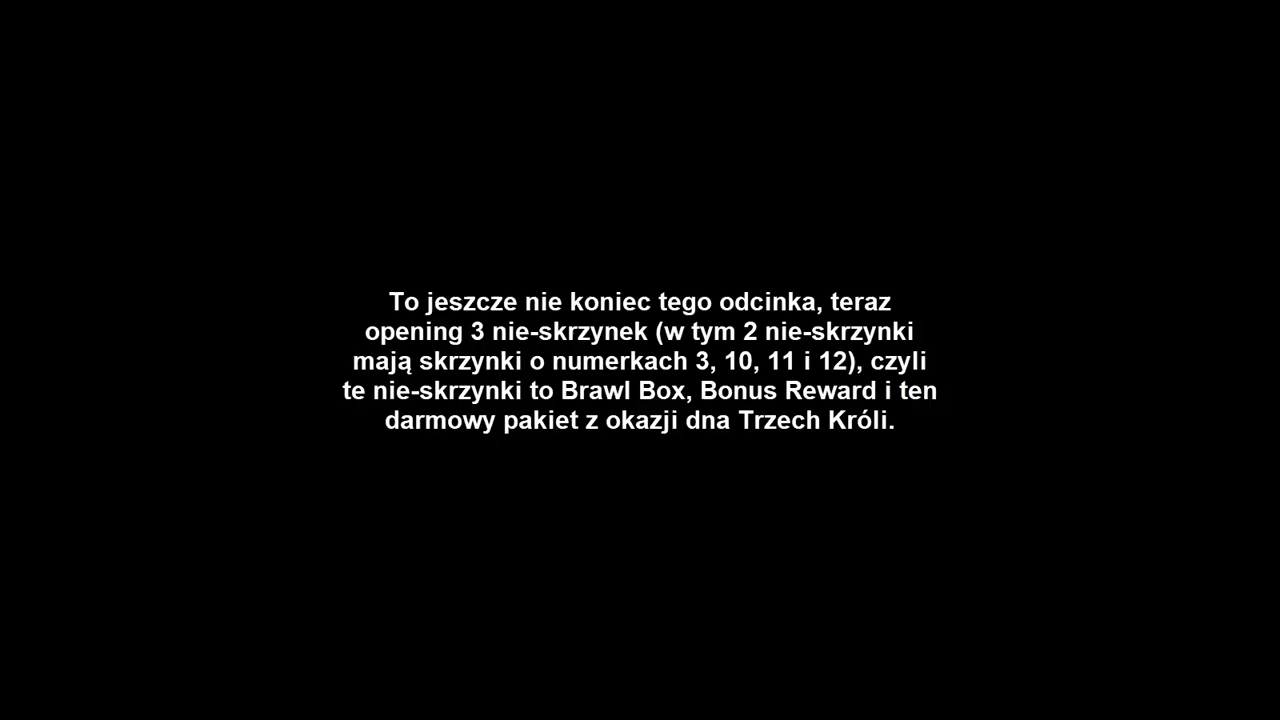 To jeszcze nie koniec tego odcinka, teraz
opening 3 nie-skrzynek (w tym 2 nie-skrzynki
mają skrzynki o numerkach 3, 10, 11 i 12), czyli
te nie-skrzynki to Brawl Box, Bonus Reward i ten
darmowy pakiet z okazji dna Trzech Króli.